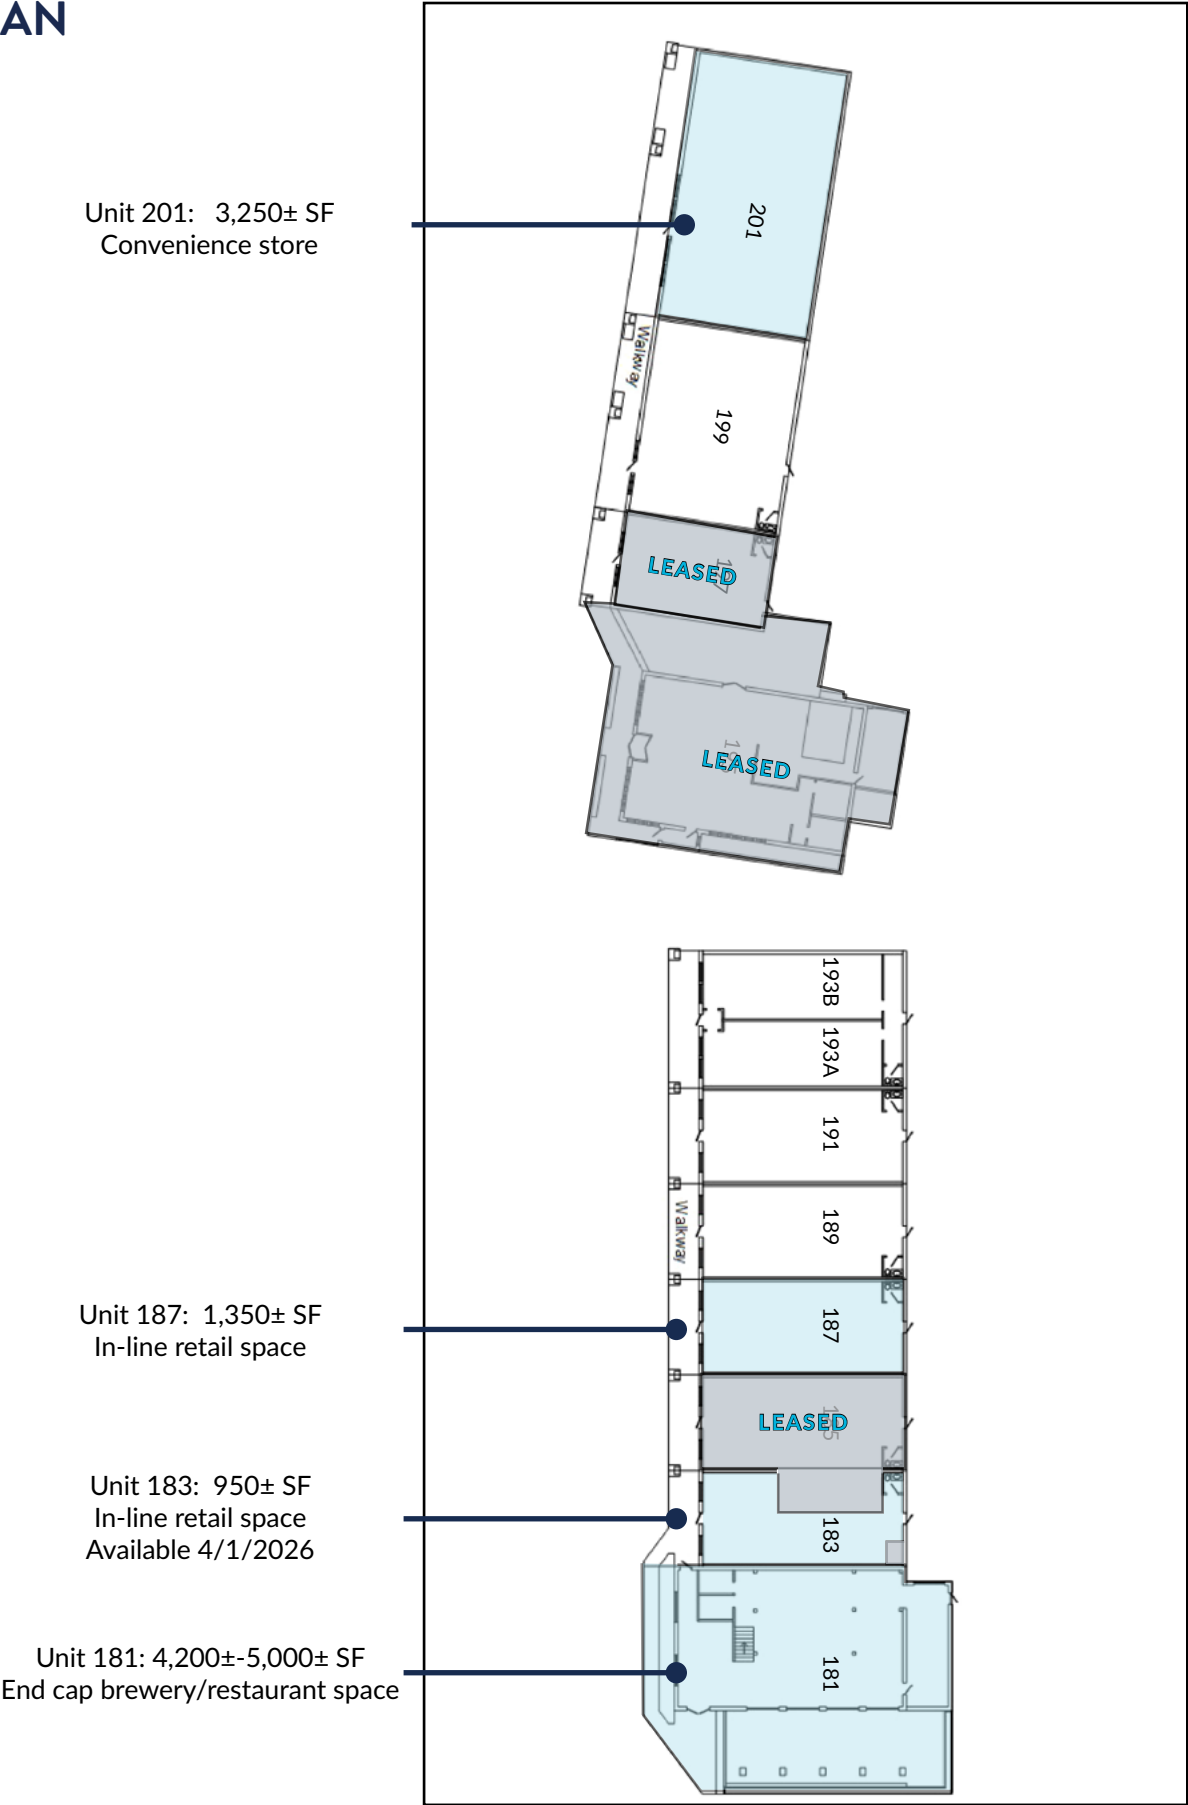 AN
Unit 201: 3,250± SF
Convenience store
201
Walkway
199
LEASED
LEASED
193B
193A
191
189
Walkway
Unit 187: 1,350± SF
In-line retail space
187
LEASED
Unit 183: 950± SF
In-line retail space
Available 4/1/2026
183
Unit 181: 4,200±-5,000± SF
End cap brewery/restaurant space
181